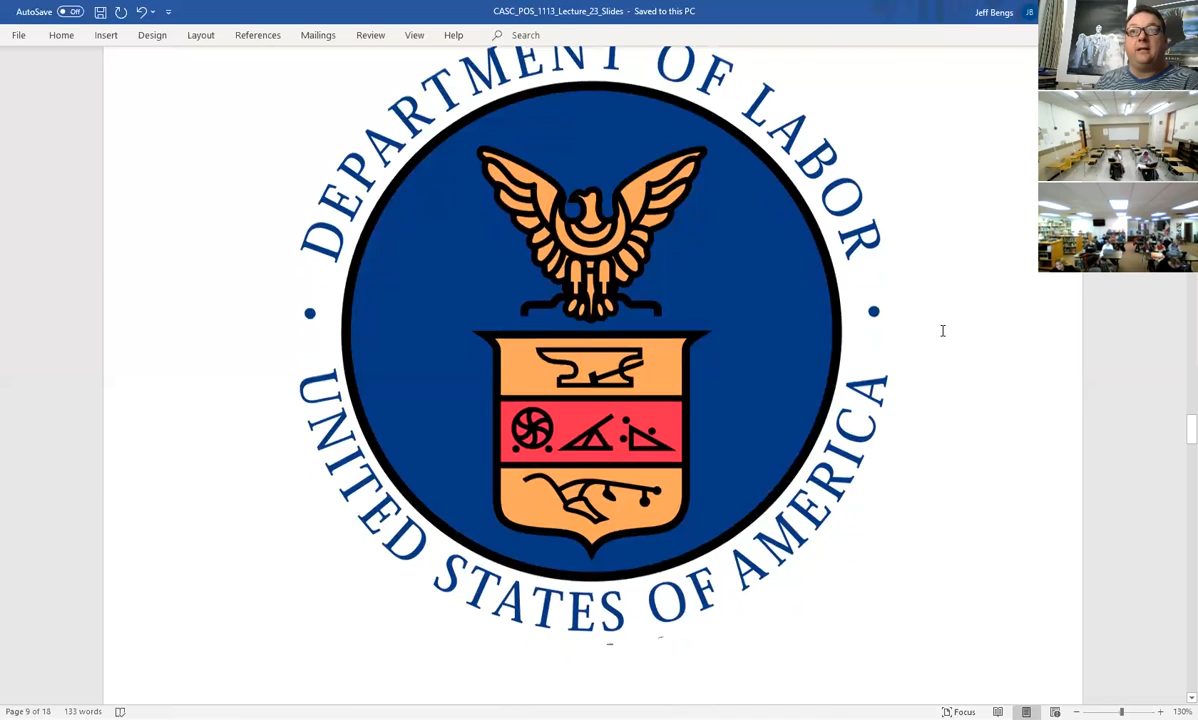 AutoSave Off CASC_POS_1113_Lecture_23_Slides - Saved to this PC Jeff Bengs JB
File Home Insert Design Layout References Mailings Review View Help Search
DEPARTMENT OF LABOR
UNITED STATES OF AMERICA
Page 9 of 18 133 words Focus 130%